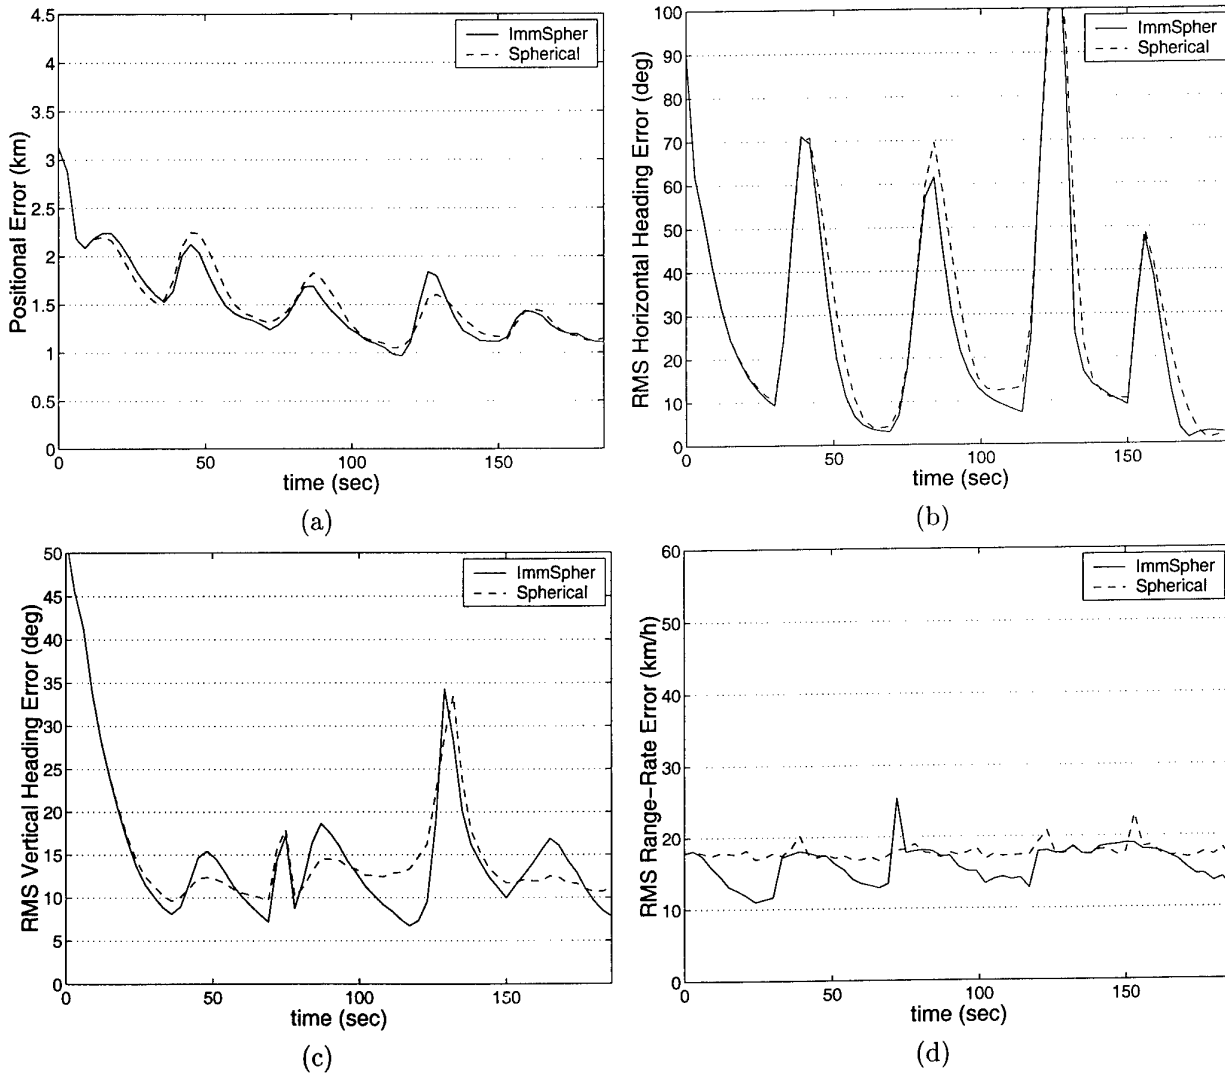 4.5
4
3.5
3
2.5
2
1.5
1
0.5
0
0
50
100
150
Positional Error (km)
time (sec)
ImmSpher
Spherical
(a)
100
90
80
70
60
50
40
30
20
10
0
0
50
100
150
RMS Horizontal Heading Error (deg)
time (sec)
ImmSpher
Spherical
(b)
50
45
40
35
30
25
20
15
10
5
0
0
50
100
150
RMS Vertical Heading Error (deg)
time (sec)
ImmSpher
Spherical
(c)
60
50
40
30
20
10
0
0
50
100
150
RMS Range-Rate Error (km/h)
time (sec)
ImmSpher
Spherical
(d)